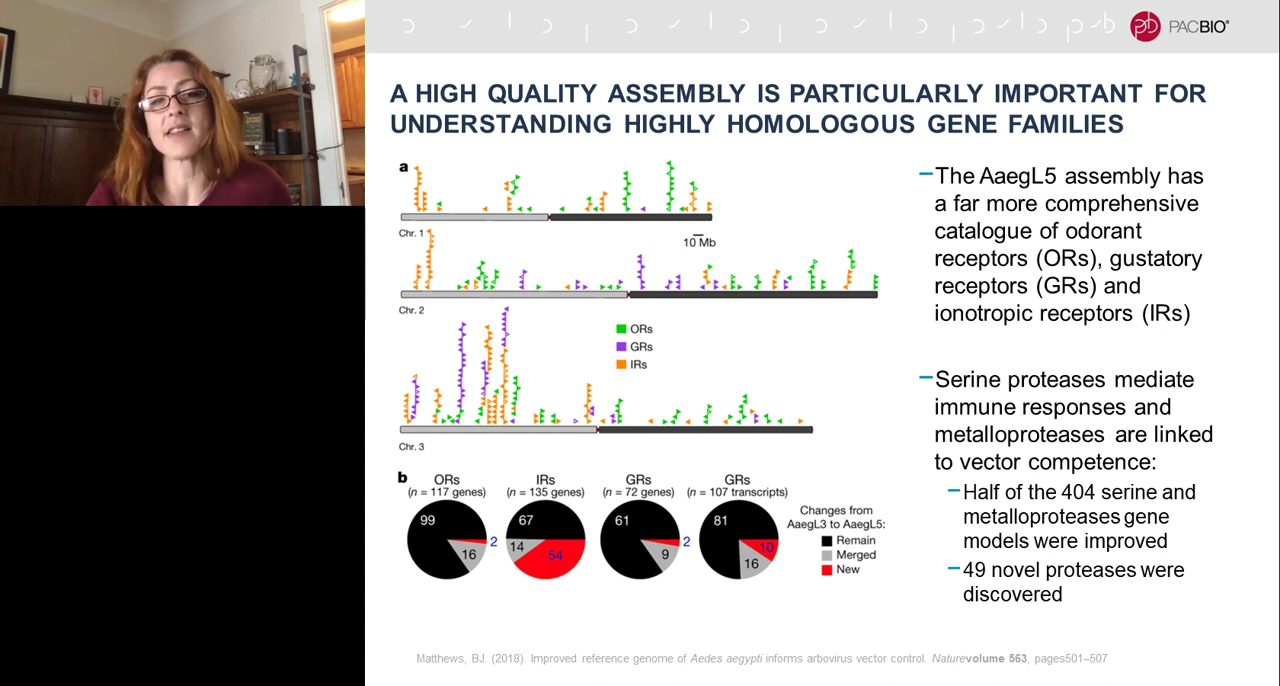 PACBIO®
A HIGH QUALITY ASSEMBLY IS PARTICULARLY IMPORTANT FOR
UNDERSTANDING HIGHLY HOMOLOGOUS GENE FAMILIES
a
Chr. 1
10 Mb
Chr. 2
ORs
GRs
IRs
Chr. 3
b
ORs
(n = 117 genes)
IRs
(n = 135 genes)
GRs
(n = 72 genes)
GRs
(n = 107 transcripts)
99
2
16
67
14
54
61
2
9
81
10
16
Changes from
AaegL3 to AaegL5:
Remain
Merged
New
–The AaegL5 assembly has
a far more comprehensive
catalogue of odorant
receptors (ORs), gustatory
receptors (GRs) and
ionotropic receptors (IRs)
–Serine proteases mediate
immune responses and
metalloproteases are linked
to vector competence:
–Half of the 404 serine and
metalloproteases gene
models were improved
–49 novel proteases were
discovered
Matthews, BJ. (2018). Improved reference genome of Aedes aegypti informs arbovirus vector control. Naturevolume 563, pages501–507